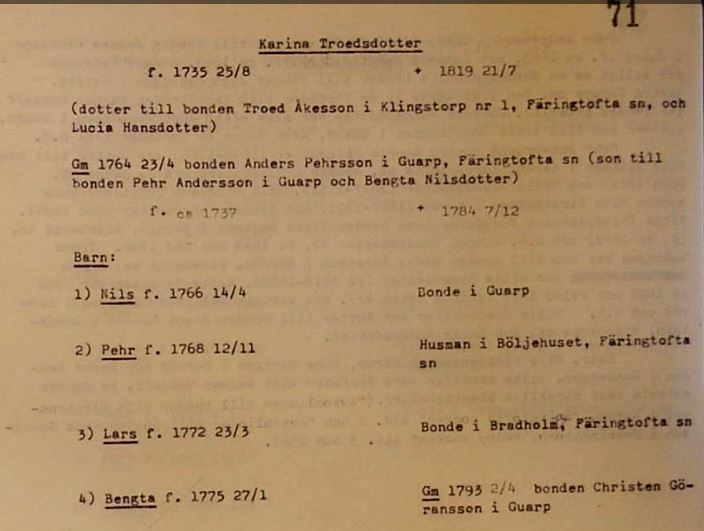 71
Karina Troedsdotter
f. 1735 25/8 + 1819 21/7
(dotter till bonden Troed Åkesson i Klingstorp nr 1, Färingtofta sn, och
Lucia Hansdotter)
Gm 1764 23/4 bonden Anders Pehrsson i Guarp, Färingtofta sn (son till
bonden Pehr Andersson i Guarp och Bengta Nilsdotter)
f. ca 1737 + 1784 7/12
Barn:
1) Nils f. 1766 14/4 Bonde i Guarp
2) Pehr f. 1768 12/11 Husman i Böljehuset, Färingtofta
sn
3) Lars f. 1772 23/3 Bonde i Bradholm, Färingtofta sn
4) Bengta f. 1775 27/1 Gm 1793 2/4 bonden Christen Gö-
ransson i Guarp